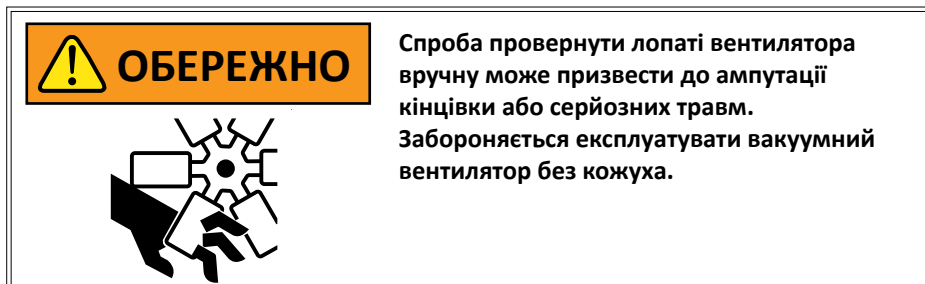 ОБЕРЕЖНО
Спроба провернути лопаті вентилятора
вручну може призвести до ампутації
кінцівки або серйозних травм.
Забороняється експлуатувати вакуумний
вентилятор без кожуха.